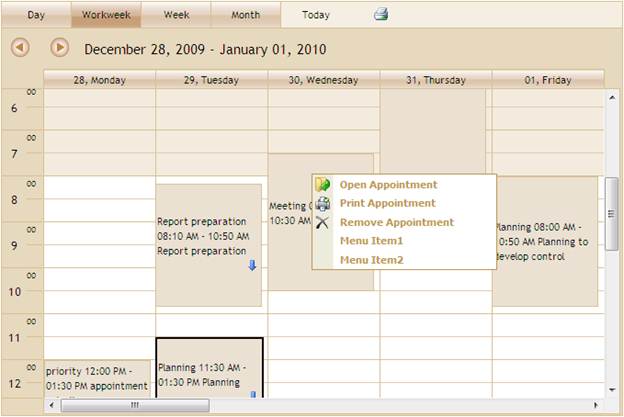 Day Workweek Week Month Today
December 28, 2009 - January 01, 2010
28, Monday 29, Tuesday 30, Wednesday 31, Thursday 01, Friday
6 00
7 00
8 00
9 00
10 00
11 00
12 00
Report preparation
08:10 AM - 10:50 AM
Report preparation
Meeting
10:30 AM
Open Appointment
Print Appointment
Remove Appointment
Menu Item1
Menu Item2
Planning 08:00 AM -
10:50 AM Planning to
develop control
priority 12:00 PM -
01:30 PM appointment
Planning 11:30 AM -
01:30 PM Planning